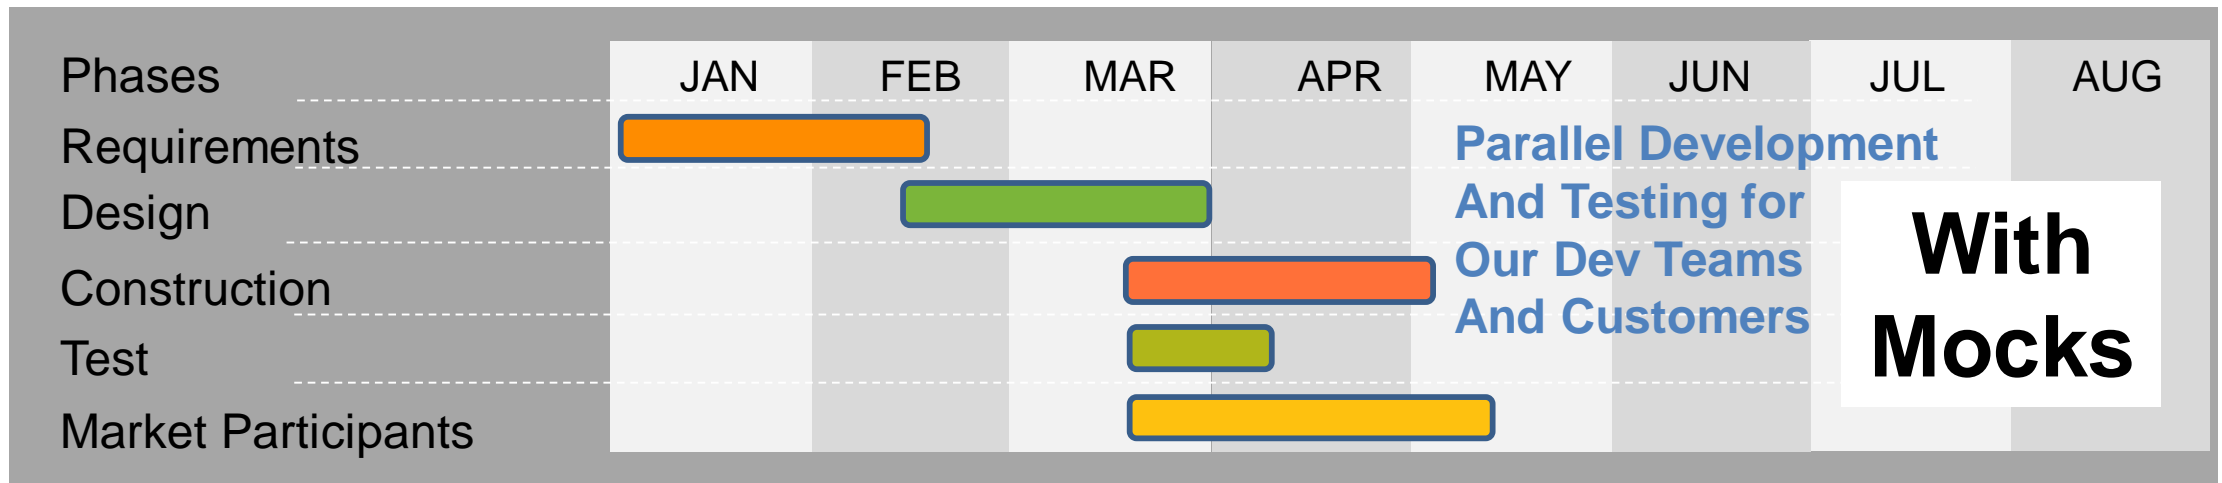 Phases JAN FEB MAR APR MAY JUN JUL AUG
Requirements
Design
Construction
Test
Market Participants
Parallel Development
And Testing for
Our Dev Teams
And Customers
With
Mocks